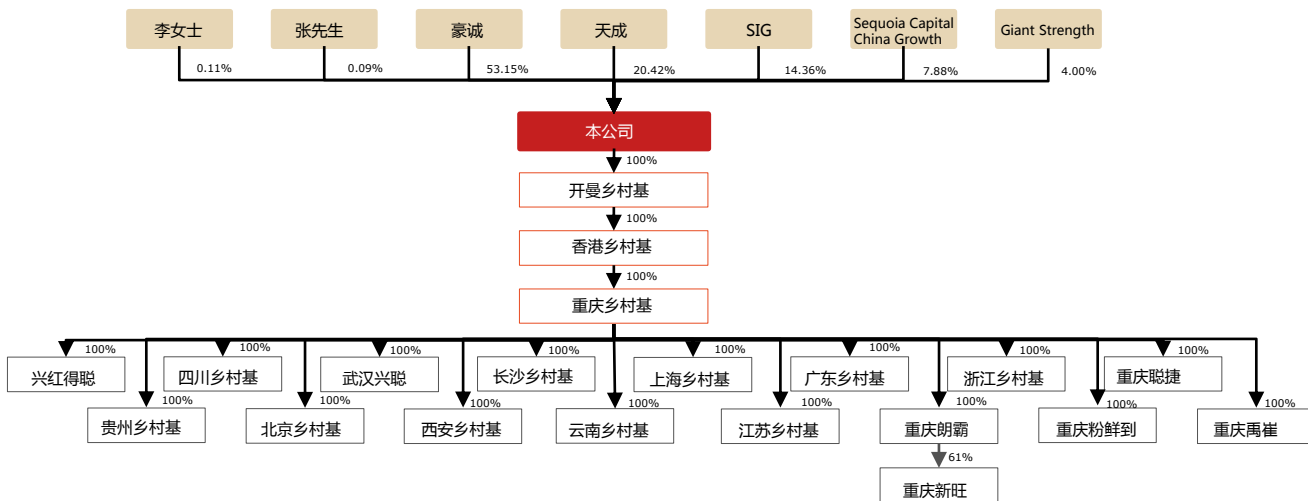 李女士
张先生
豪诚
天成
SIG
Sequoia Capital
China Growth
Giant Strength
0.11%
0.09%
53.15%
20.42%
14.36%
7.88%
4.00%
本公司
100%
开曼乡村基
100%
香港乡村基
100%
重庆乡村基
100%
100%
100%
100%
100%
100%
100%
100%
兴红得聪
四川乡村基
武汉兴聪
长沙乡村基
上海乡村基
广东乡村基
浙江乡村基
重庆聪捷
100%
100%
100%
100%
100%
100%
100%
100%
贵州乡村基
北京乡村基
西安乡村基
云南乡村基
江苏乡村基
重庆朗霸
重庆粉鲜到
重庆禹崔
61%
重庆新旺